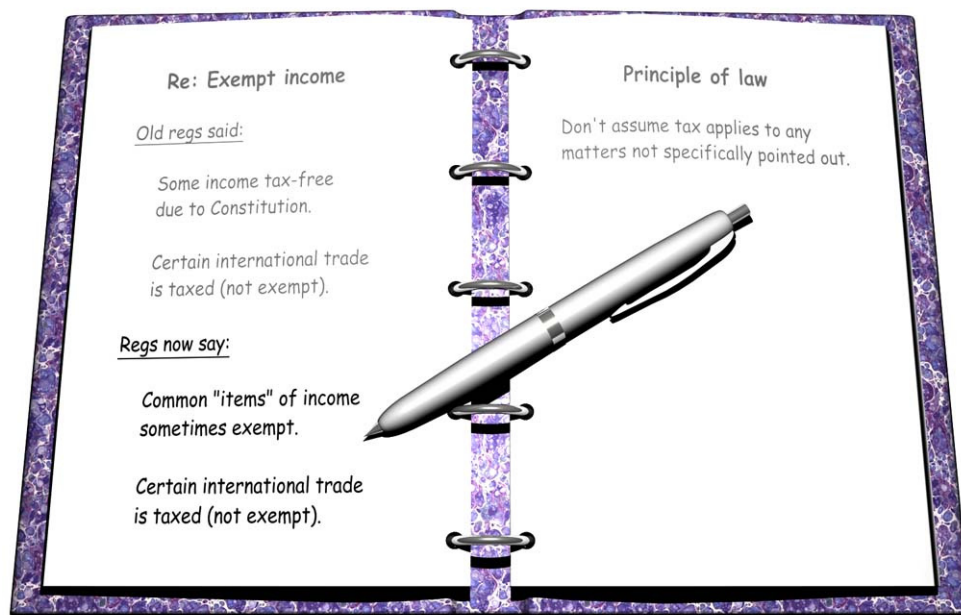 Re: Exempt income
Old regs said:
Some income tax-free
due to Constitution.
Certain international trade
is taxed (not exempt).
Regs now say:
Common "items" of income
sometimes exempt.
Certain international trade
is taxed (not exempt).
Principle of law
Don't assume tax applies to any
matters not specifically pointed out.